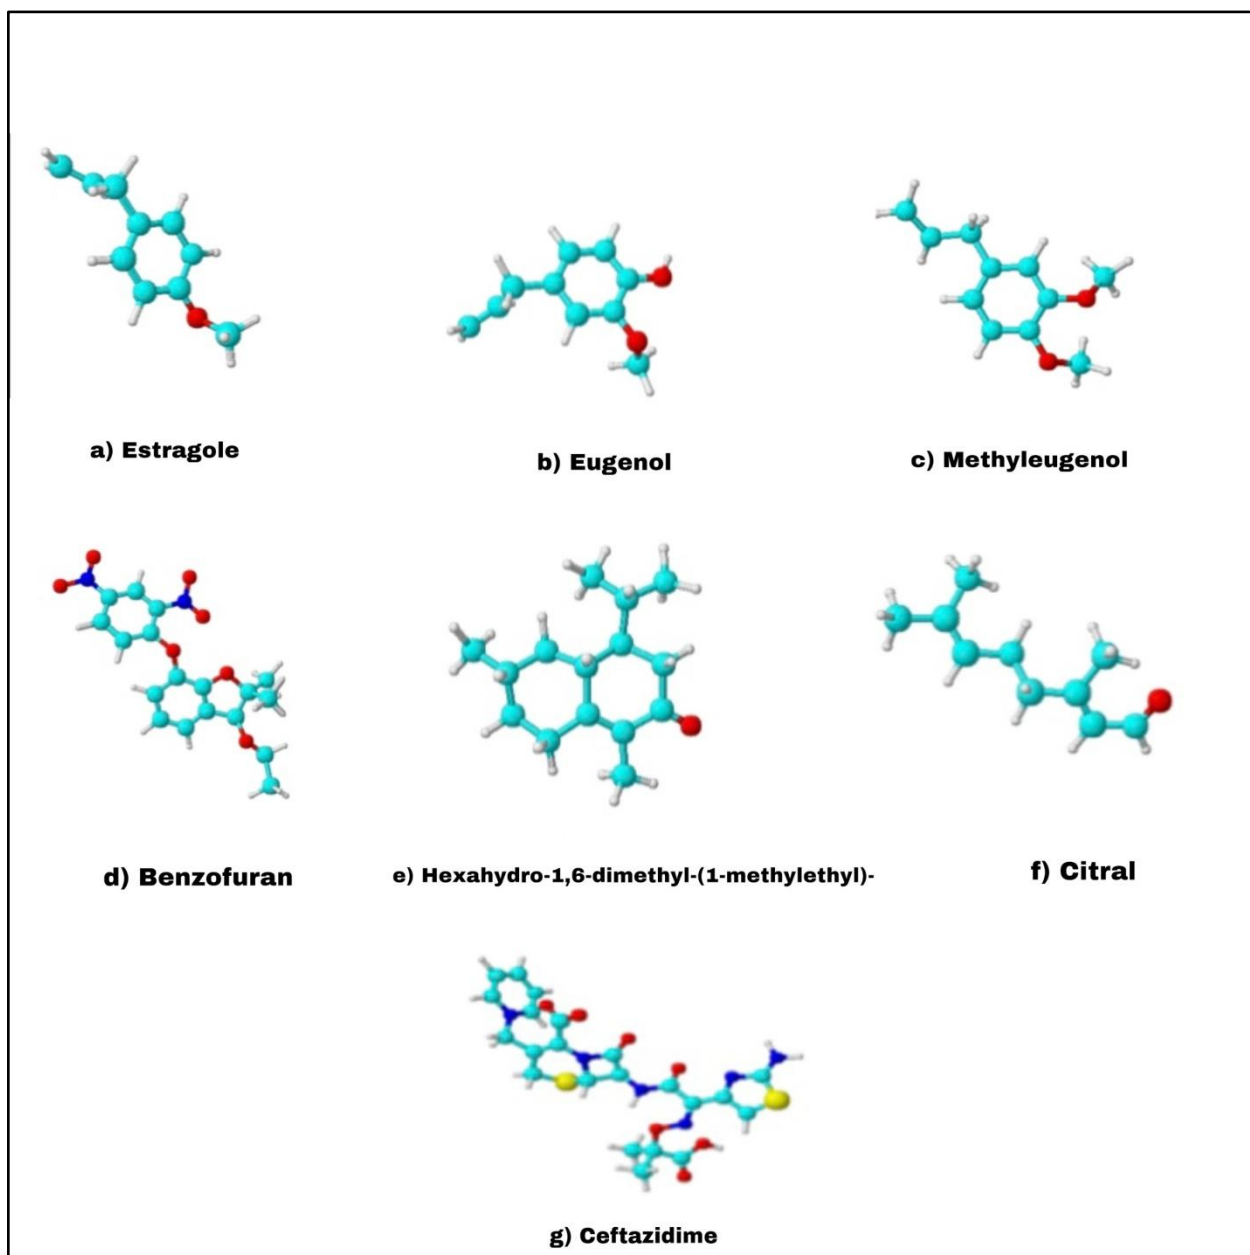 a) Estragole
b) Eugenol
c) Methyleugenol
d) Benzofuran
e) Hexahydro-1,6-dimethyl-(1-methylethyl)-
f) Citral
g) Ceftazidime